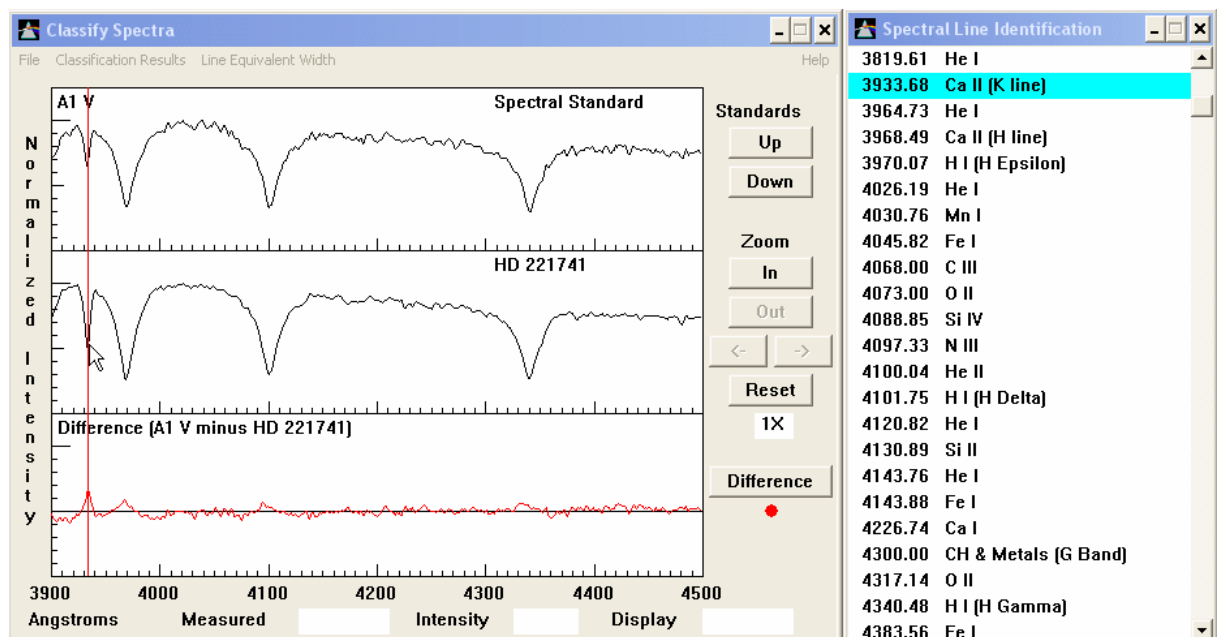 Classify Spectra
File Classification Results Line Equivalent Width Help
Normalized Intensity
A1 V
Spectral Standard
HD 221741
Difference (A1 V minus HD 221741)
3900 4000 4100 4200 4300 4400 4500
Angstroms Measured Intensity Display
Standards
Up
Down
Zoom
In
Out
<- ->
Reset
1X
Difference
Spectral Line Identification
3819.61 He I
3933.68 Ca II (K line)
3964.73 He I
3968.49 Ca II (H line)
3970.07 H I (H Epsilon)
4026.19 He I
4030.76 Mn I
4045.82 Fe I
4068.00 C III
4073.00 O II
4088.85 Si IV
4097.33 N III
4100.04 He II
4101.75 H I (H Delta)
4120.82 He I
4130.89 Si II
4143.76 He I
4143.88 Fe I
4226.74 Ca I
4300.00 CH & Metals (G Band)
4317.14 O II
4340.48 H I (H Gamma)
4383.56 Fe I